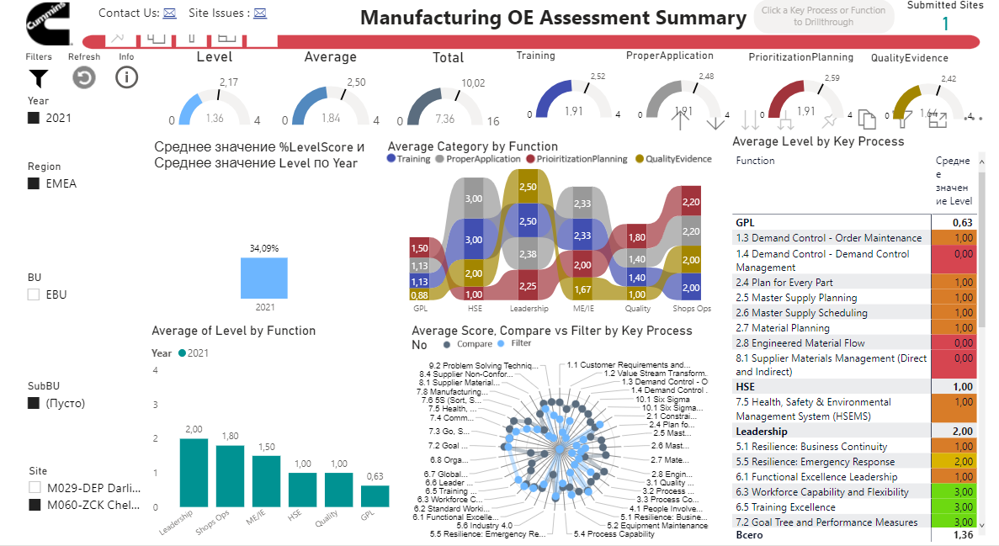 Cummins
Contact Us:
Site Issues :
Manufacturing OE Assessment Summary
Click a Key Process or Function
to Drillthrough
Submitted Sites
1
Filters
Refresh
Info
Level
2,17
0
1.36
4
Average
2,50
0
1.84
4
Total
10,02
0
7.36
16
Training
2,52
0
1.91
4
ProperApplication
2,48
0
1.91
4
PrioritizationPlanning
2,59
0
1.91
4
QualityEvidence
2,42
0
1.64
4
Year
2021
Region
EMEA
BU
EBU
SubBU
(Пусто)
Site
M029-DEP Darli...
M060-ZCK Chel...
Среднее значение %LevelScore и
Среднее значение Level по Year
34,09%
2021
Average Category by Function
Training
ProperApplication
PrioiritizationPlanning
QualityEvidence
1,50
1,13
1,13
0,88
3,00
3,00
2,00
1,00
2,50
2,50
2,38
2,25
2,33
2,33
2,00
1,67
1,80
1,40
1,40
1,00
2,20
2,20
2,00
2,00
GPL
HSE
Leadership
ME/IE
Quality
Shops Ops
Average of Level by Function
Year
2021
4
3
2
1
0
2,00
1,80
1,50
1,00
1,00
0,63
Leadership
Shops Ops
ME/IE
HSE
Quality
GPL
Average Score, Compare vs Filter by Key Process
No
Compare
Filter
9.2 Problem Solving Techniq...
8.4 Supplier Non-Confor...
8.1 Supplier Material...
7.8 Manufacturing...
7.6 5S (Sort, S...
7.5 Health, ...
7.4 Comm...
7.3 Go, S...
7.2 Goal ...
6.8 Orga...
6.7 Global...
6.6 Leader ...
6.5 Training ...
6.3 Workforce C...
6.2 Standard Worki...
6.1 Functional Excelle...
5.6 Industry 4.0
5.5 Resilience: Emergency Re...
1.1 Customer Requirements and...
1.2 Value Stream Transform..
1.3 Demand Control - O
1.4 Demand Control .
10.1 Six Sigma
10.1 Six Sigma...
2.1 Constrai...
2.4 Plan fo...
2.5 Mast...
2.6 Mast...
2.7 Mate...
2.8 Engin...
3.1 Quality ...
3.2 Process ...
3.3 Process Co...
4.1 People Involve...
5.1 Resilience: Busine...
5.2 Equipment Maintenance
5.4 Process Capability
Average Level by Key Process
Function
Средне
е
значен
ие Level
GPL 0,63
1.3 Demand Control - Order Maintenance 1,00
1.4 Demand Control - Demand Control 0,00
Management
2.4 Plan for Every Part 1,00
2.5 Master Supply Planning 1,00
2.6 Master Supply Scheduling 1,00
2.7 Material Planning 1,00
2.8 Engineered Material Flow 0,00
8.1 Supplier Materials Management (Direct 0,00
and Indirect)
HSE 1,00
7.5 Health, Safety & Environmental 1,00
Management System (HSEMS)
Leadership 2,00
5.1 Resilience: Business Continuity 1,00
5.5 Resilience: Emergency Response 2,00
6.1 Functional Excellence Leadership 1,00
6.3 Workforce Capability and Flexibility 3,00
6.5 Training Excellence 3,00
7.2 Goal Tree and Performance Measures 3,00
Всего 1,36